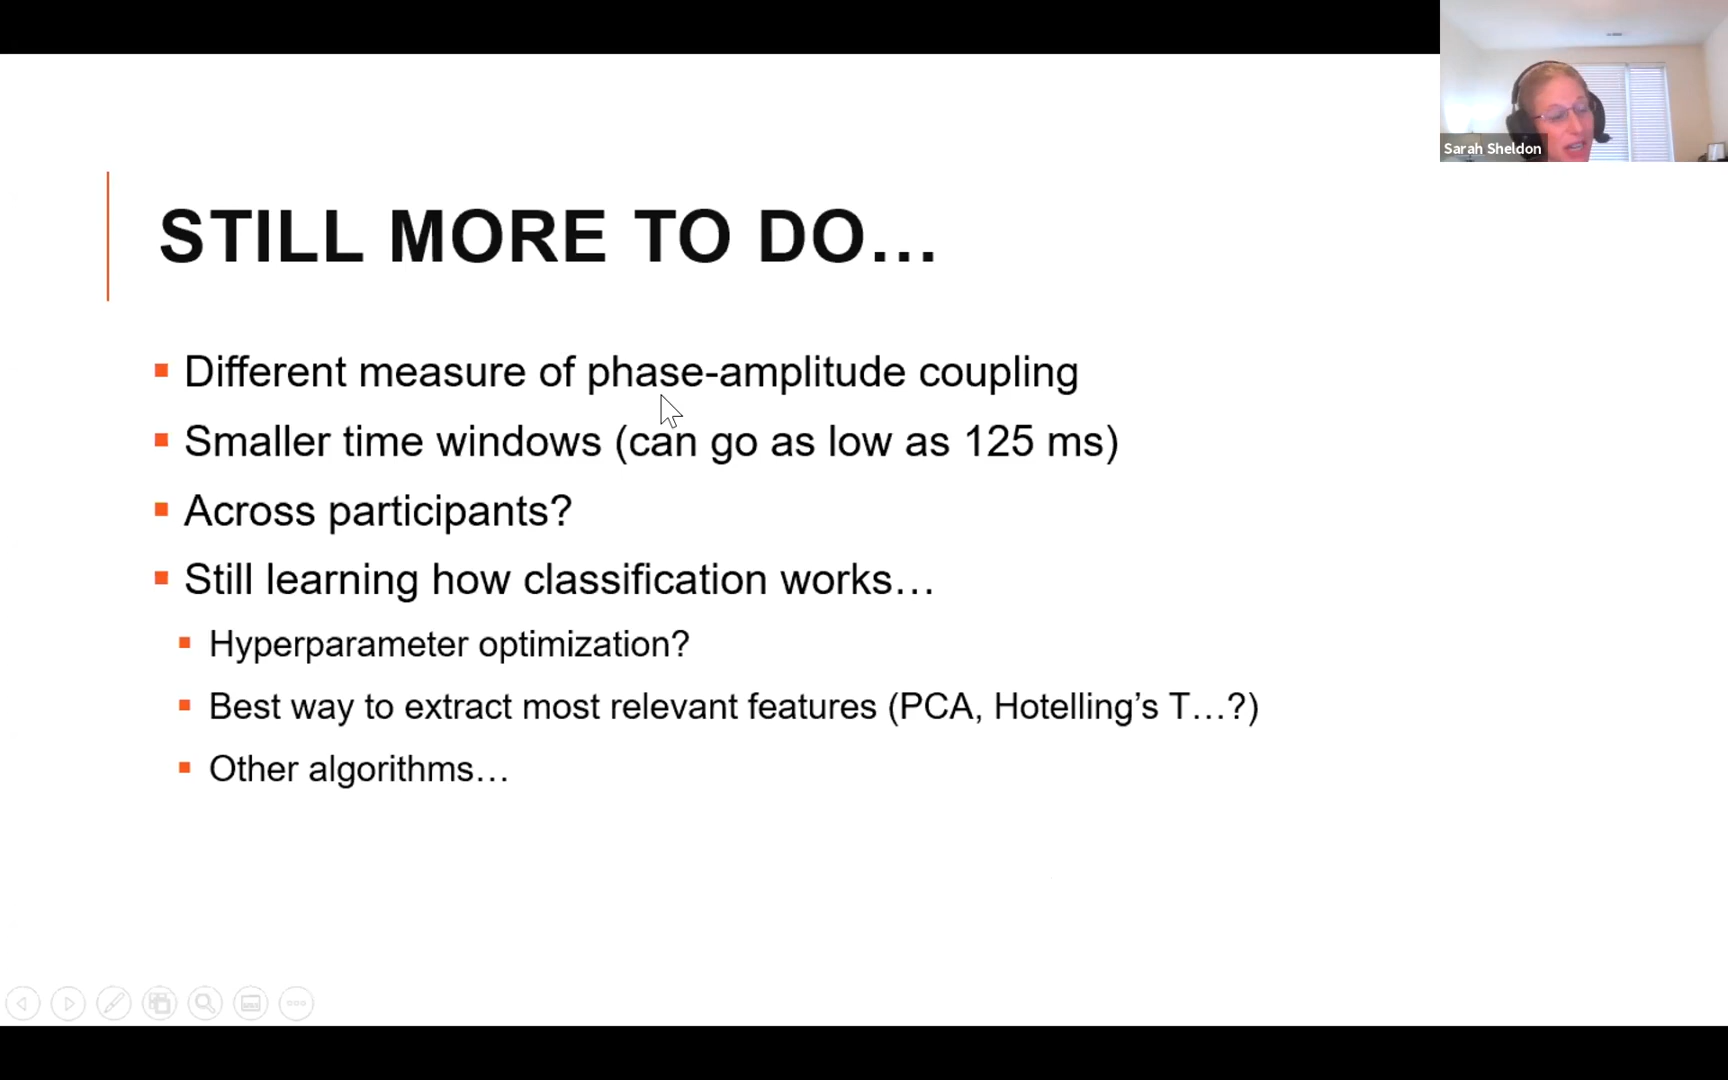 Sarah Sheldon
STILL MORE TO DO…
Different measure of phase-amplitude coupling
Smaller time windows (can go as low as 125 ms)
Across participants?
Still learning how classification works…
Hyperparameter optimization?
Best way to extract most relevant features (PCA, Hotelling’s T…?)
Other algorithms…